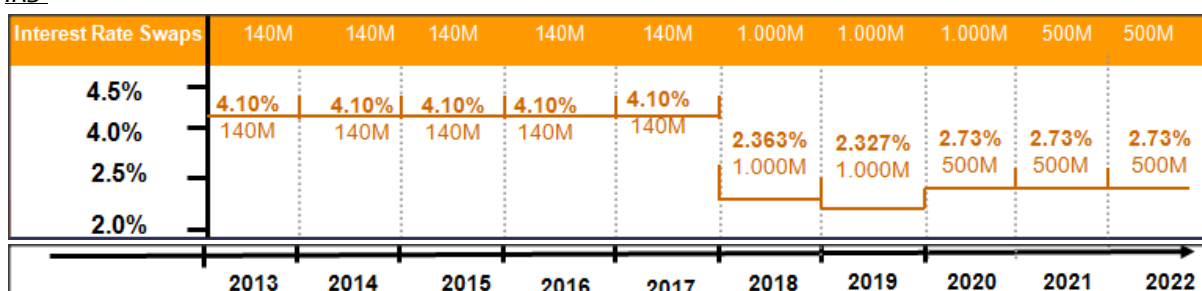 Interest Rate Swaps 140M 140M 140M 140M 140M 1.000M 1.000M 1.000M 500M 500M
4.5%
4.10% 4.10% 4.10% 4.10% 4.10%
140M 140M 140M 140M 140M
4.0%
2.363% 2.327% 2.73% 2.73% 2.73%
1.000M 1.000M 500M 500M 500M
2.5%
2.0%
2013 2014 2015 2016 2017 2018 2019 2020 2021 2022